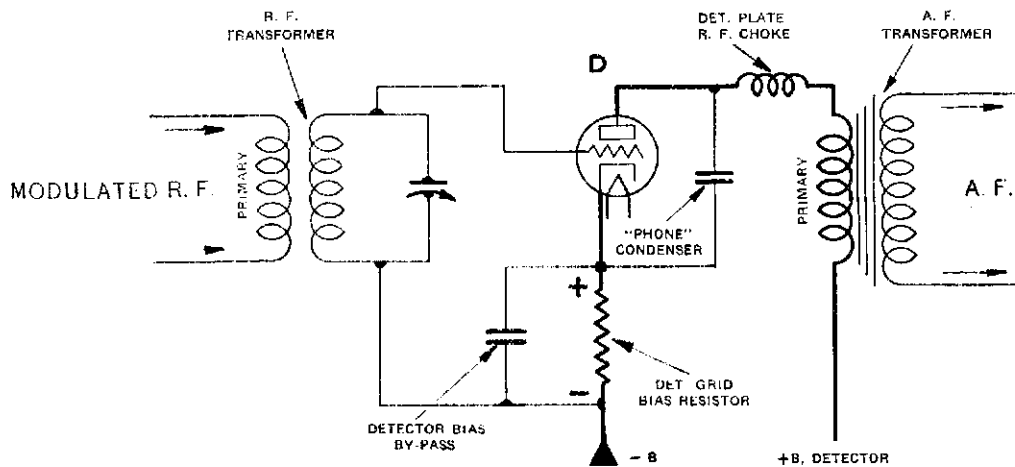 R. F.
TRANSFORMER
DET. PLATE
R. F. CHOKE
A. F.
TRANSFORMER
D
MODULATED R. F.
PRIMARY
"PHONE"
CONDENSER
PRIMARY
A. F.
+
-
DET. GRID
BIAS RESISTOR
DETECTOR BIAS
BY-PASS
- B
+B, DETECTOR